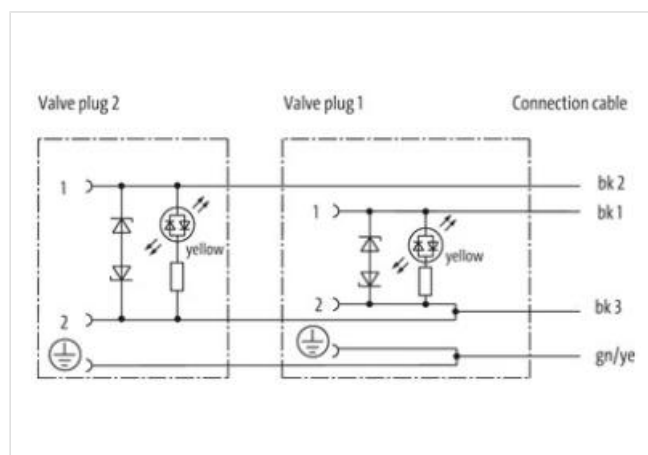 Valve plug 2 Valve plug 1 Connection cable
1 bk 2
1 bk 1
yellow
yellow
2 bk 3
2
gn/ye